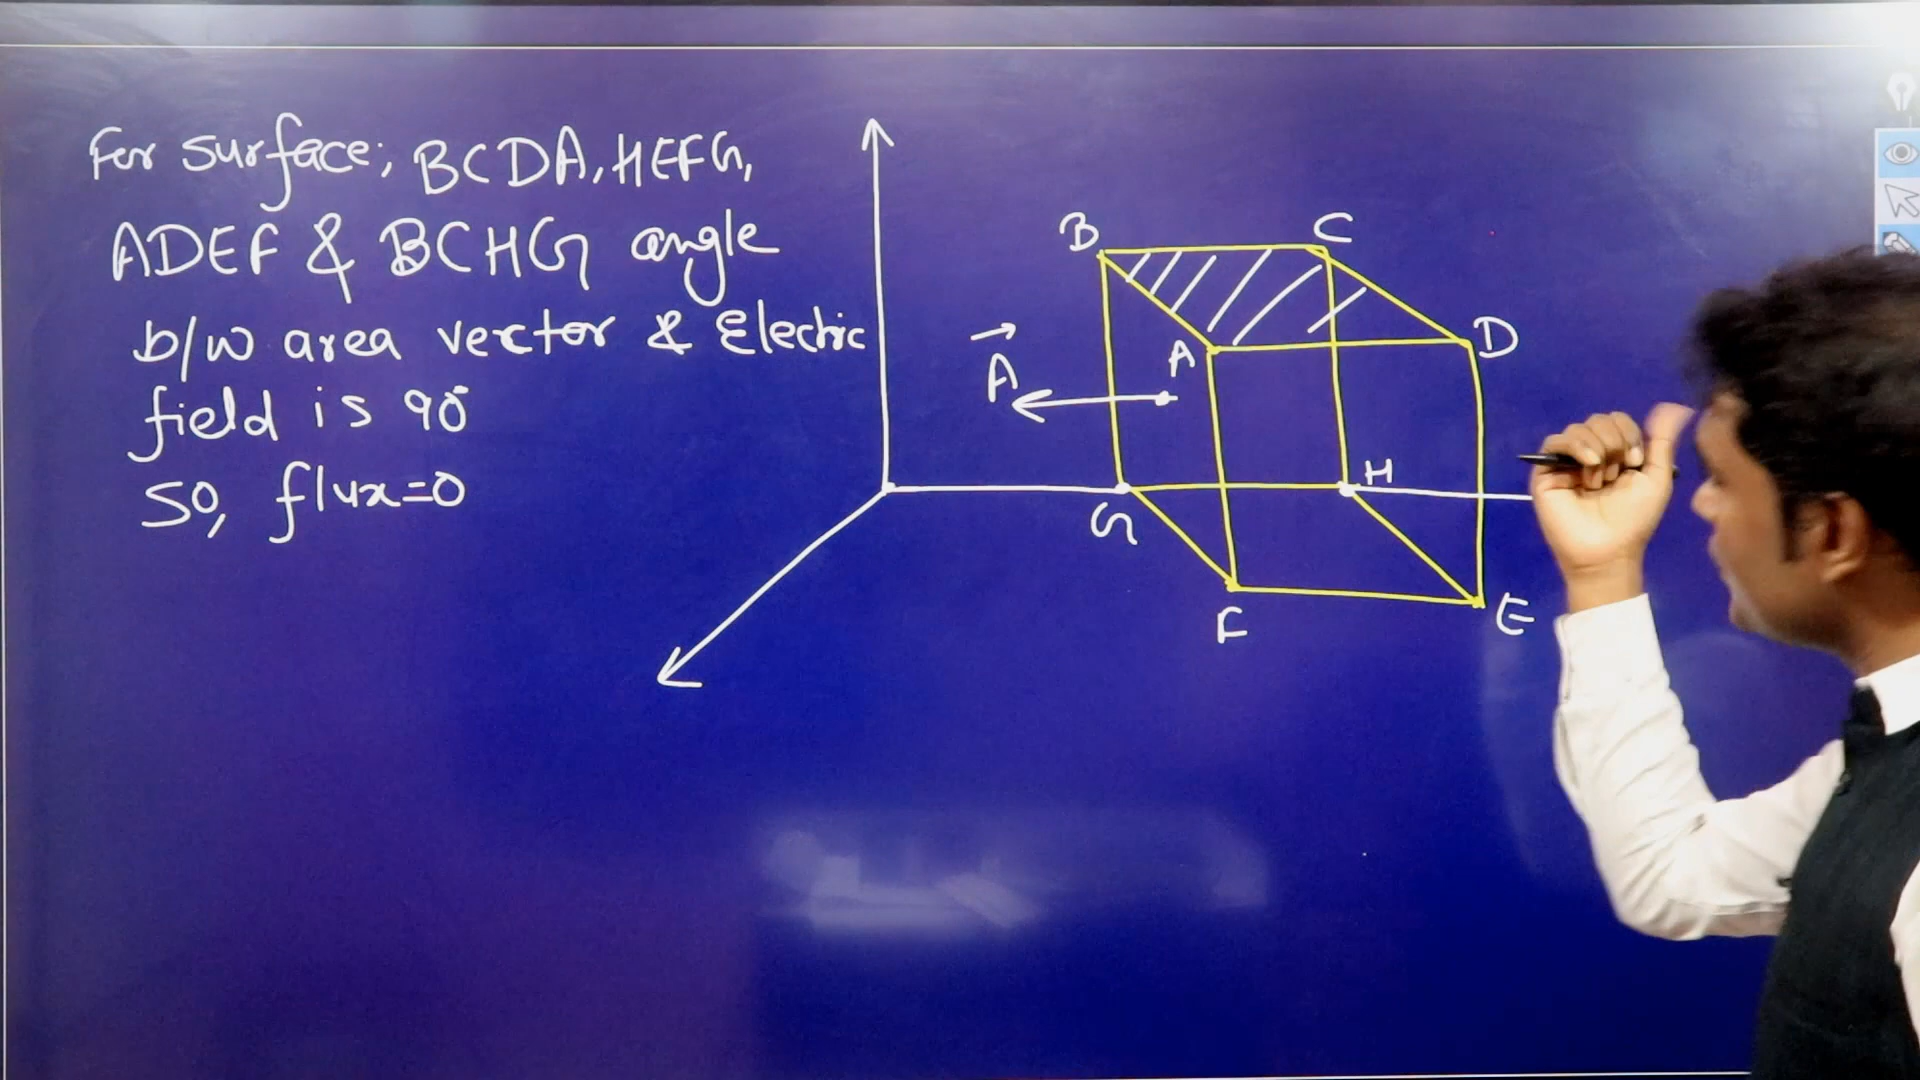 For surface; BCDA, HEFG,
ADEF & BCHG angle
b/w area vector & Electric
field is 90°
so, flux=0
B
C
A
D
A
H
G
F
E